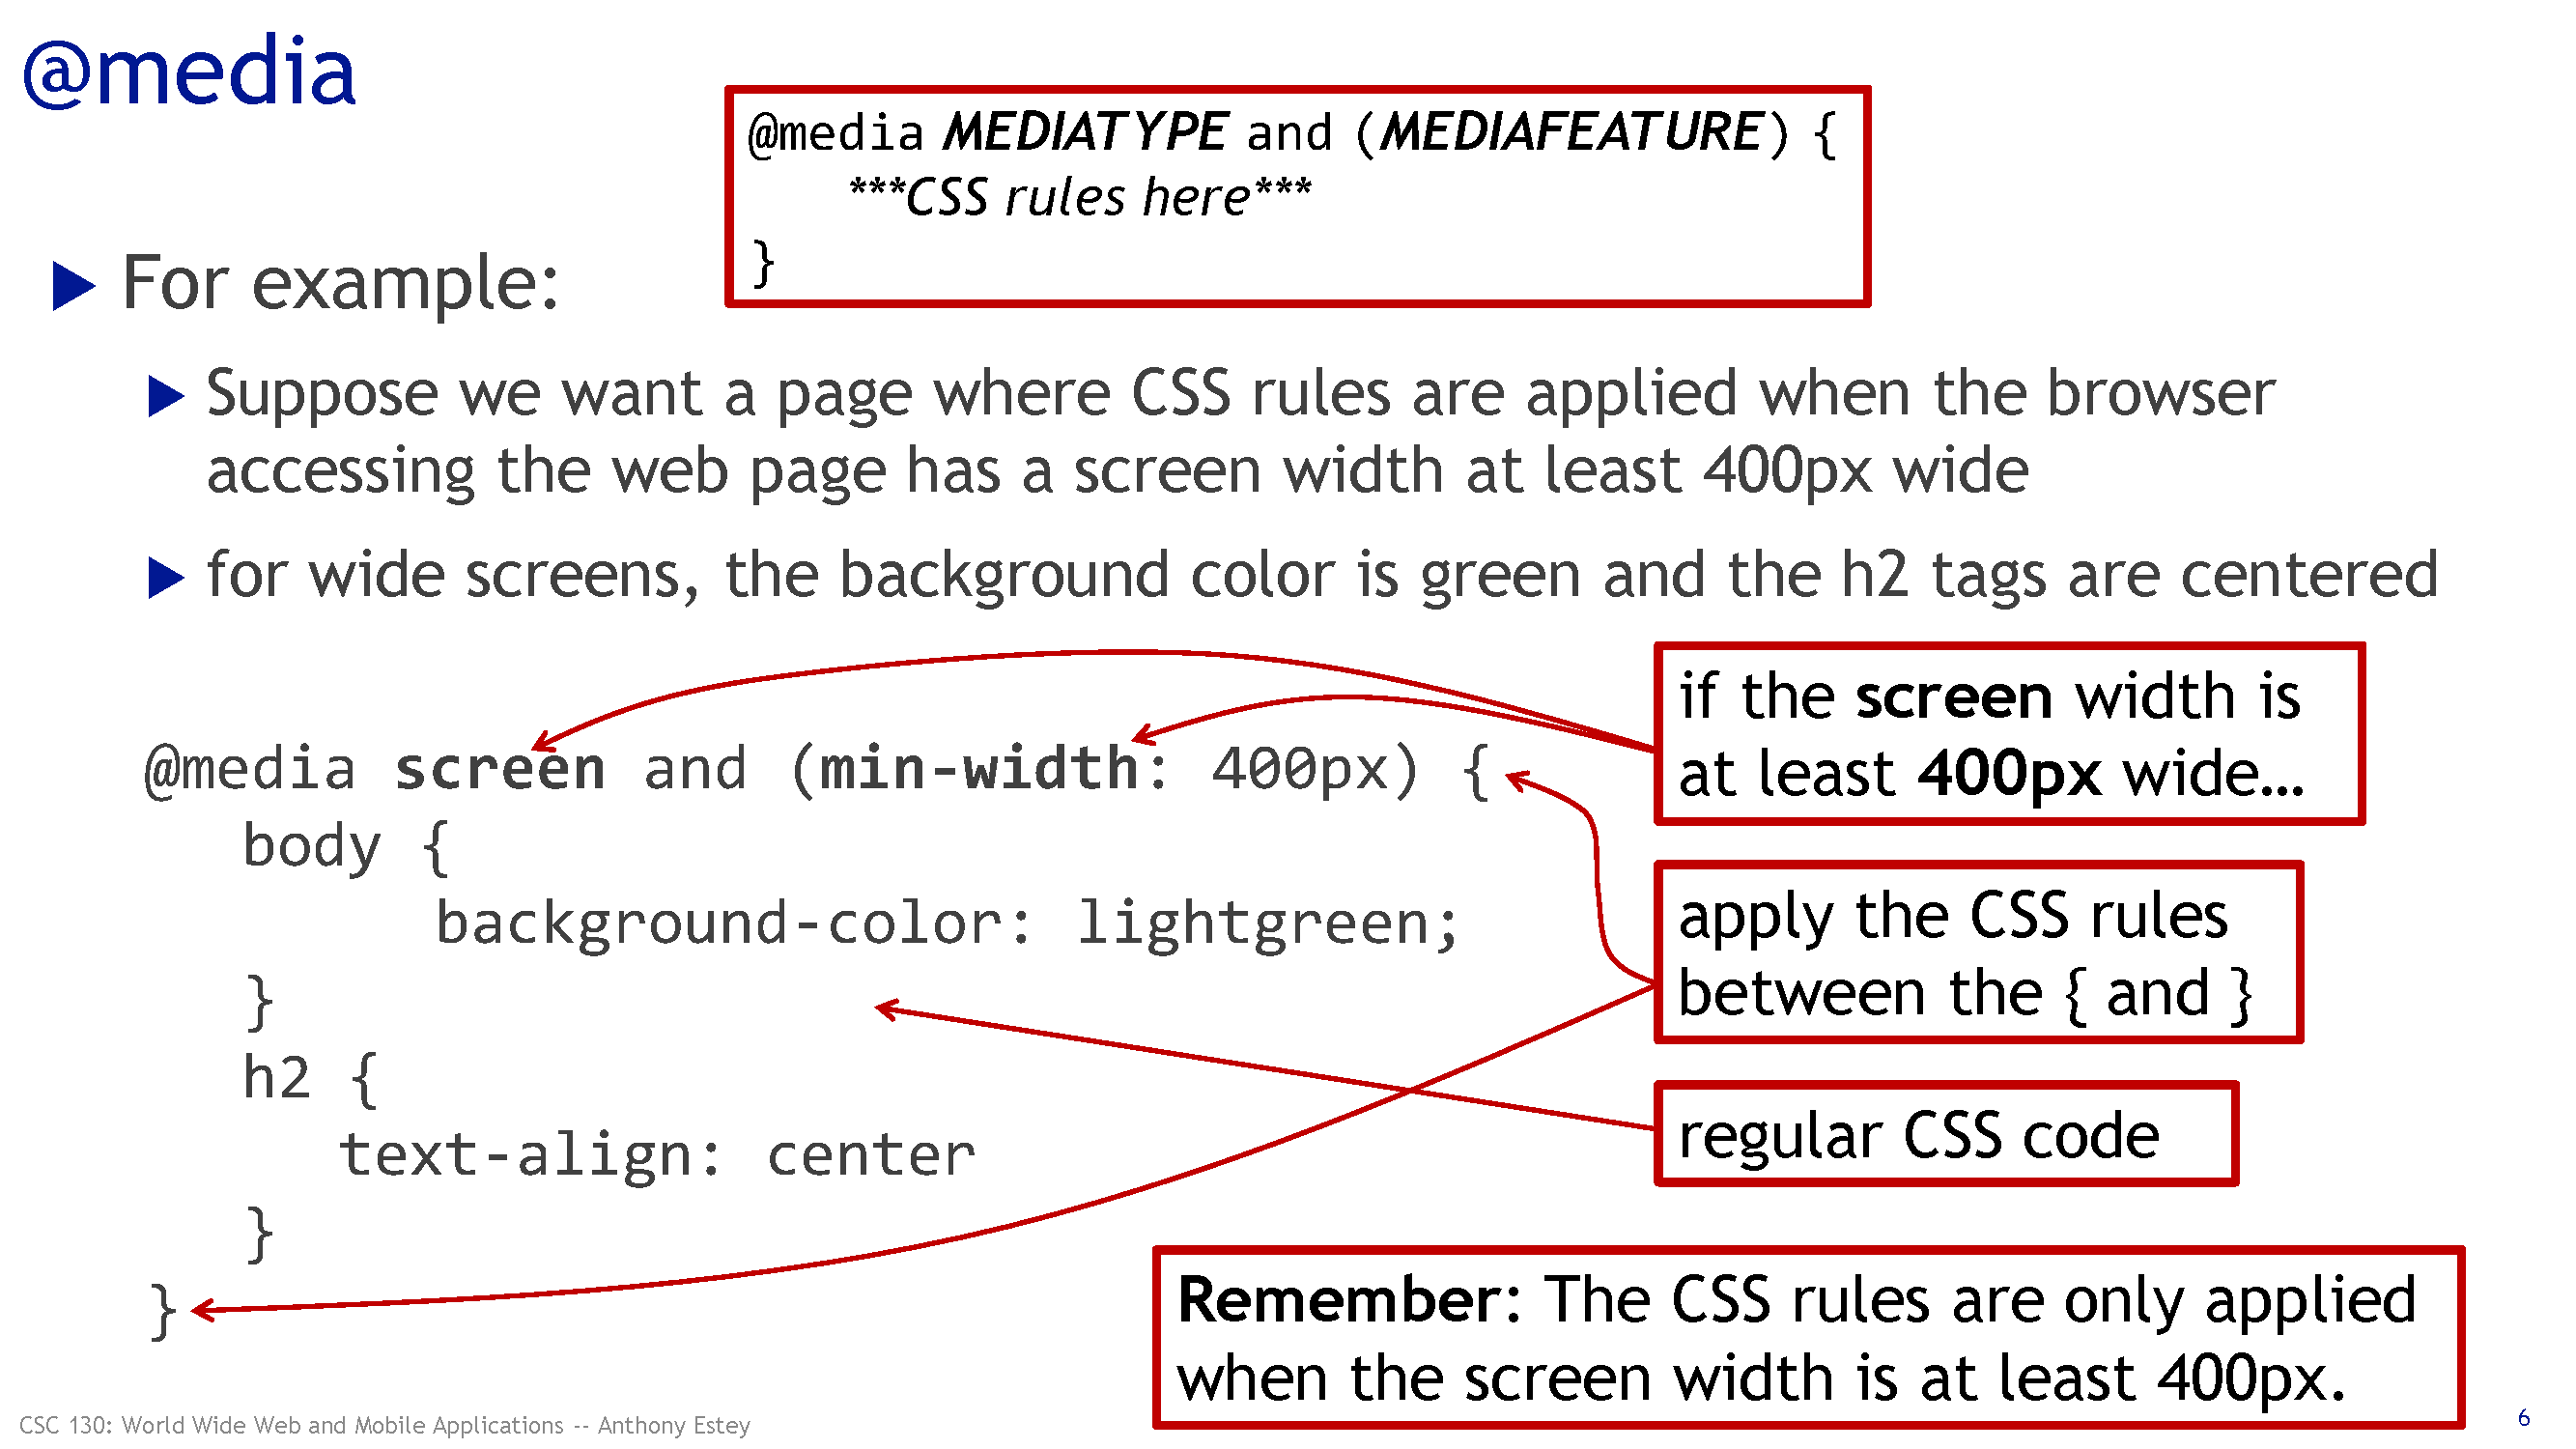 @media
@media MEDIATYPE and (MEDIAFEATURE) {
***CSS rules here***
}
For example:
Suppose we want a page where CSS rules are applied when the browser
accessing the web page has a screen width at least 400px wide
for wide screens, the background color is green and the h2 tags are centered
if the screen width is
at least 400px wide…
@media screen and (min-width: 400px) {
body {
background-color: lightgreen;
}
h2 {
text-align: center
}
}
apply the CSS rules
between the { and }
regular CSS code
Remember: The CSS rules are only applied
when the screen width is at least 400px.
CSC 130: World Wide Web and Mobile Applications -- Anthony Estey
6